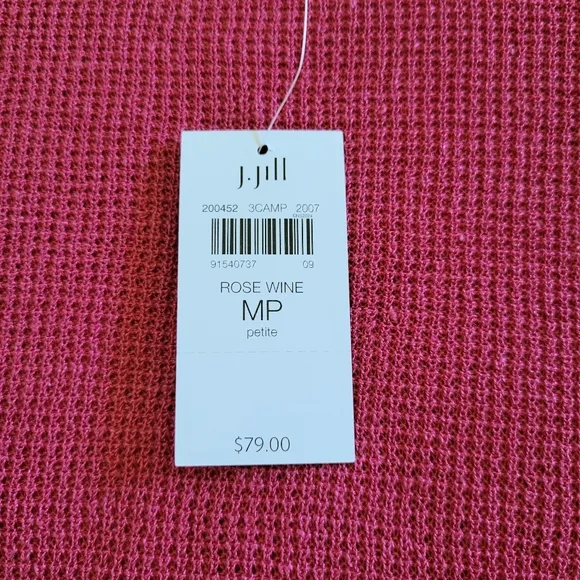 J.Jill
200452 3CAMP 2007
91540737 09
ROSE WINE
MP
petite
$79.00